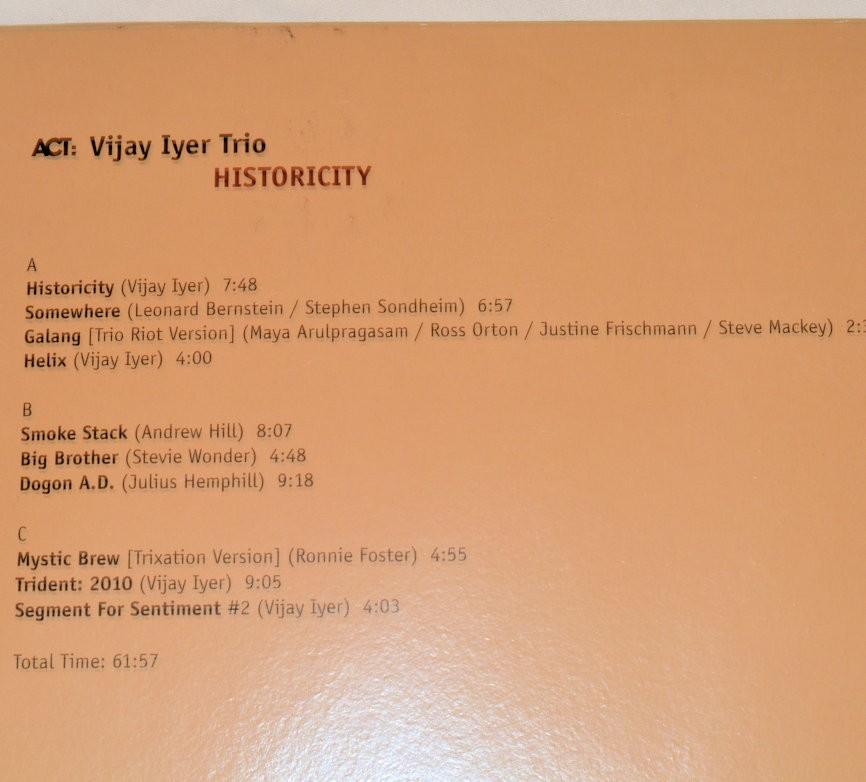 ACT: Vijay Iyer Trio
HISTORICITY
A
Historicity (Vijay Iyer) 7:48
Somewhere (Leonard Bernstein / Stephen Sondheim) 6:57
Galang [Trio Riot Version] (Maya Arulpragasam / Ross Orton / Justine Frischmann / Steve Mackey)
Helix (Vijay Iyer) 4:00
B
Smoke Stack (Andrew Hill) 8:07
Big Brother (Stevie Wonder) 4:48
Dogon A.D. (Julius Hemphill) 9:18
C
Mystic Brew [Trixation Version] (Ronnie Foster) 4:55
Trident: 2010 (Vijay Iyer) 9:05
Segment For Sentiment #2 (Vijay Iyer) 4:03
Total Time: 61:57